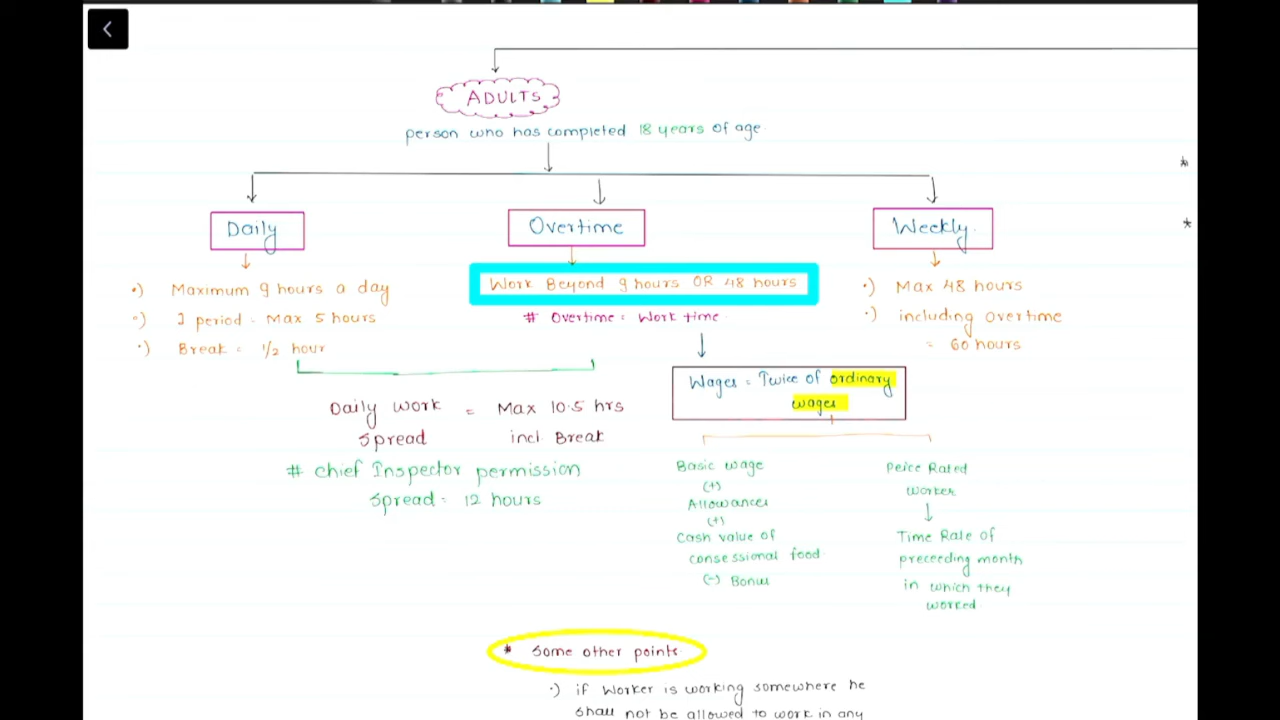 ADULTS
person who has completed 18 years of age.
Daily
•) Maximum 9 hours a day
•) 1 period = Max 5 hours
•) Break = 1/2 hour
Overtime
Work Beyond 9 hours OR 48 hours
# Overtime = Work time
Weekly
•) Max 48 hours
•) including overtime
= 60 hours
*
*
Daily work = Max 10.5 hrs
Spread incl. Break
# Chief Inspector permission
Spread = 12 hours
Wages = Twice of ordinary
wages
Basic wage
(+)
Allowances
(+)
Cash value of
consessional food
(-) Bonus
Peice Rated
worker
Time Rate of
preceeding month
in which they
worked
* Some other points
•) if Worker is working somewhere he
shall not be allowed to work in any